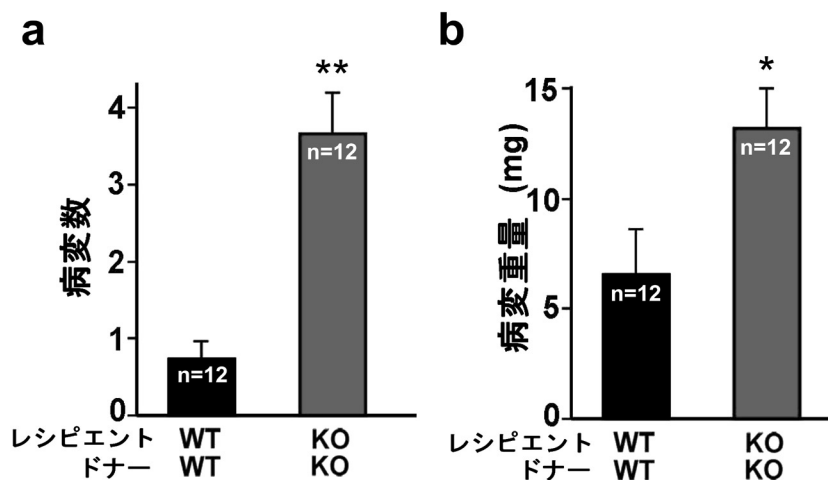 a
**
4
3
2
1
0
病変数
n=12
n=12
レシピエント WT KO
ドナー WT KO
b
*
15
10
5
0
病変重量 (mg)
n=12
n=12
レシピエント WT KO
ドナー WT KO